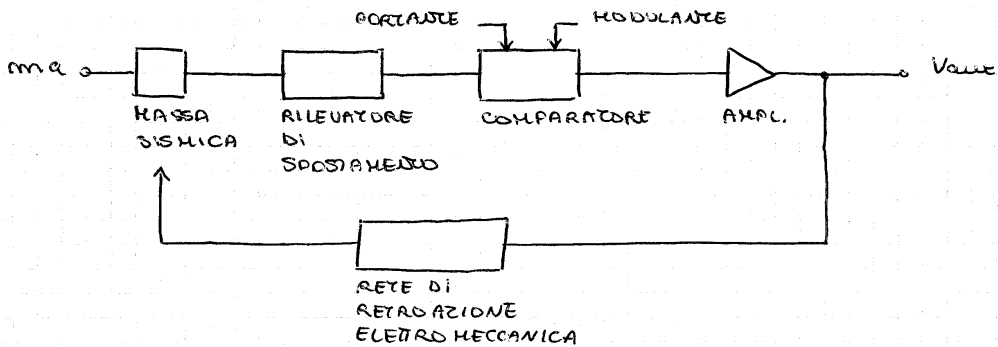 PORTANTE MODULANTE
ma Vout
MASSA
SISMICA
RILEVATORE
Di
SPOSTAMENTO
COMPARATORE
AMPL.
RETE Di
RETROAZIONE
ELETTROMECCANICA